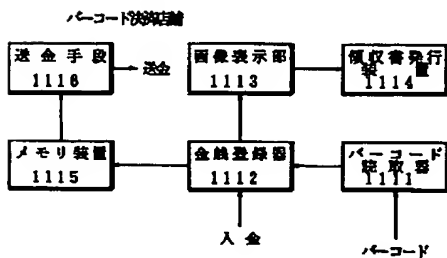 バーコード決済店舗
送金手段
1116
送金
画像表示部
1113
領収書発行
装置
1114
メモリ装置
1115
金銭登録器
1112
バーコード
読取器
1111
入金
バーコード